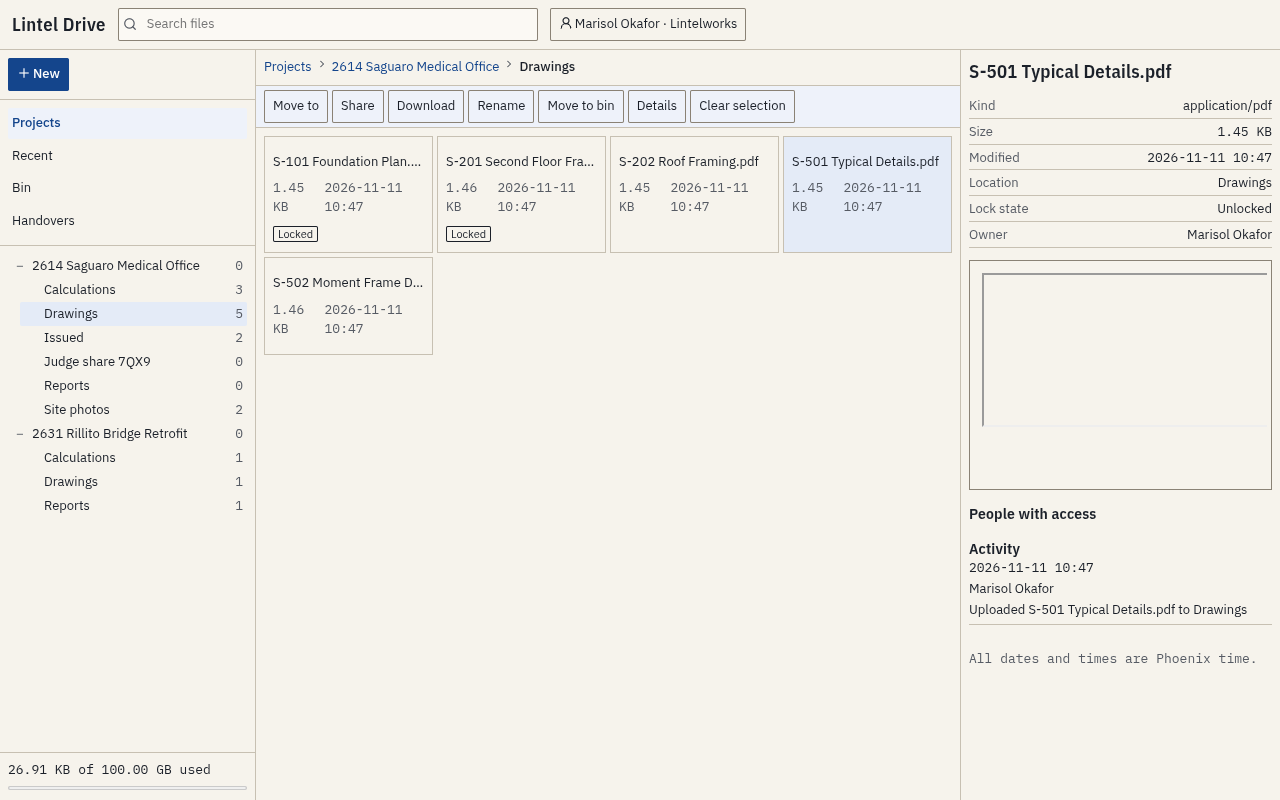 Lintel Drive
Search files
Marisol Okafor · Lintelworks
New
Projects
Recent
Bin
Handovers
2614 Saguaro Medical Office 0
Calculations 3
Drawings 5
Issued 2
Judge share 7QX9 0
Reports 0
Site photos 2
2631 Rillito Bridge Retrofit 0
Calculations 1
Drawings 1
Reports 1
26.91 KB of 100.00 GB used
Projects 2614 Saguaro Medical Office Drawings
Move to Share Download Rename Move to bin Details Clear selection
S-101 Foundation Plan....
1.45 KB 2026-11-11 10:47
Locked
S-201 Second Floor Fra...
1.46 KB 2026-11-11 10:47
Locked
S-202 Roof Framing.pdf
1.45 KB 2026-11-11 10:47
S-501 Typical Details.pdf
1.45 KB 2026-11-11 10:47
S-502 Moment Frame D...
1.46 KB 2026-11-11 10:47
S-501 Typical Details.pdf
Kind application/pdf
Size 1.45 KB
Modified 2026-11-11 10:47
Location Drawings
Lock state Unlocked
Owner Marisol Okafor
People with access
Activity
2026-11-11 10:47
Marisol Okafor
Uploaded S-501 Typical Details.pdf to Drawings
All dates and times are Phoenix time.